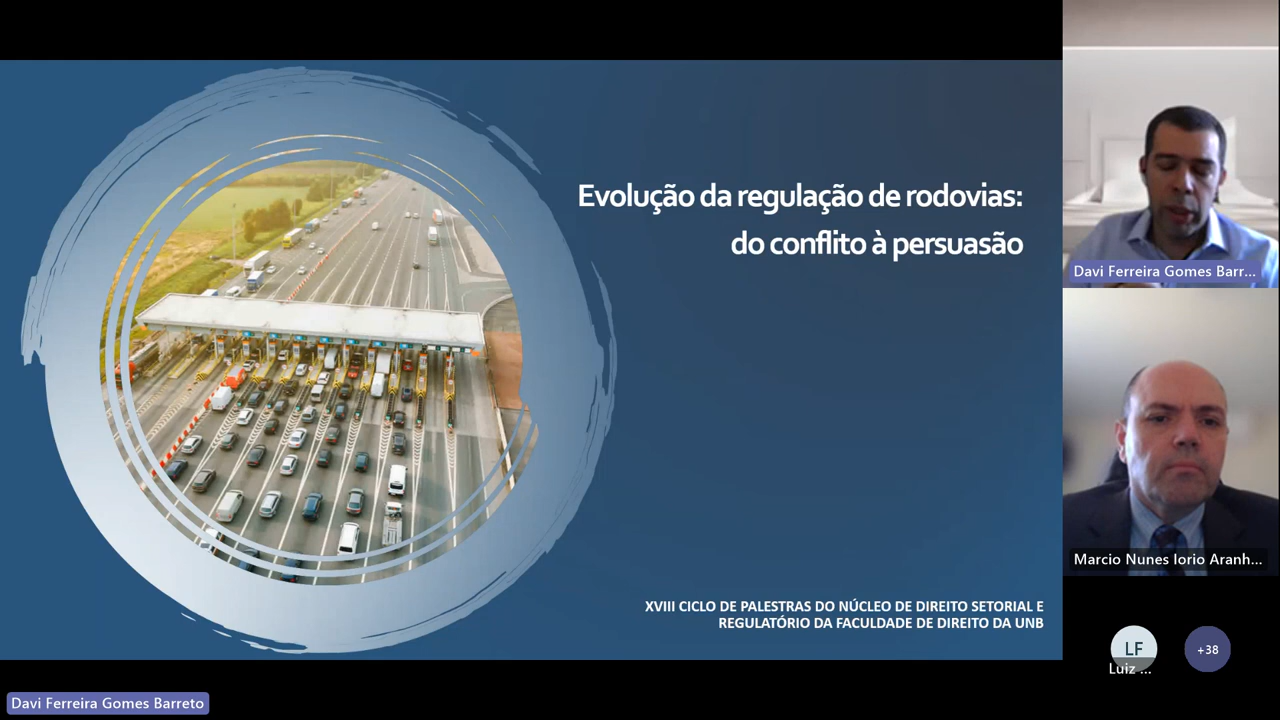 Evolução da regulação de rodovias:
do conflito à persuasão
XVIII CICLO DE PALESTRAS DO NÚCLEO DE DIREITO SETORIAL E
REGULATÓRIO DA FACULDADE DE DIREITO DA UNB
Davi Ferreira Gomes Barr...
Marcio Nunes Iorio Aranh...
LF
Luiz ...
+38
Davi Ferreira Gomes Barreto